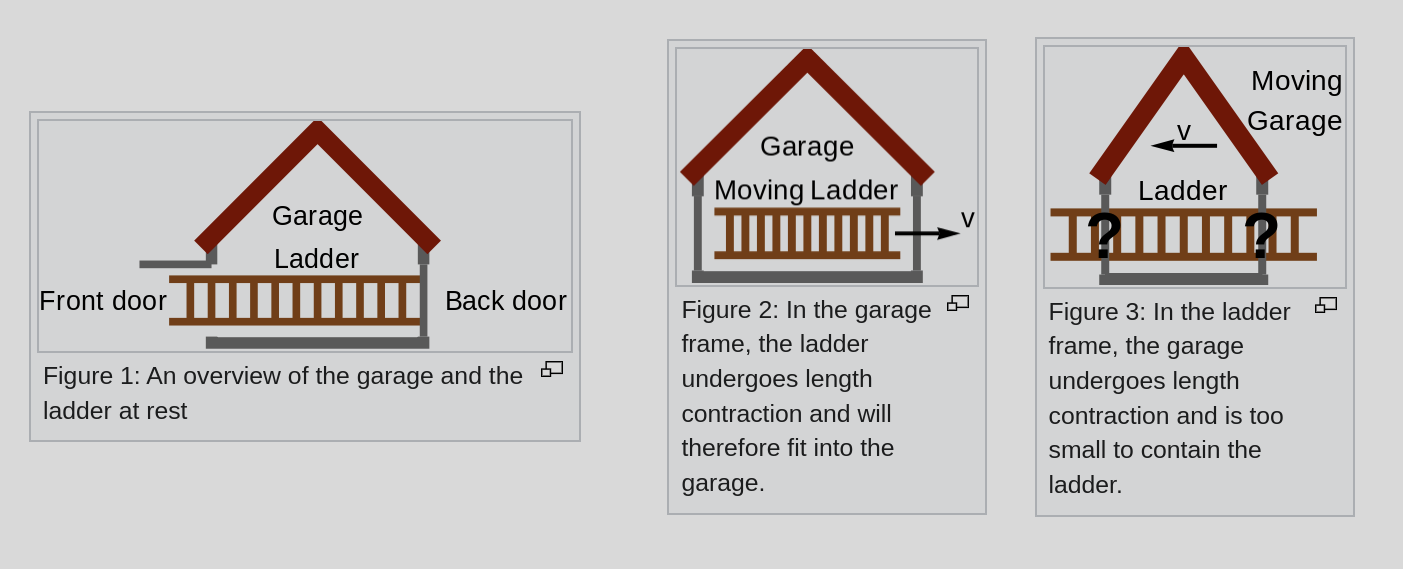 Garage
Ladder
Front door
Back door
Figure 1: An overview of the garage and the
ladder at rest
Garage
Moving Ladder
v
Figure 2: In the garage
frame, the ladder
undergoes length
contraction and will
therefore fit into the
garage.
Moving
Garage
v
Ladder
? ?
Figure 3: In the ladder
frame, the garage
undergoes length
contraction and is too
small to contain the
ladder.